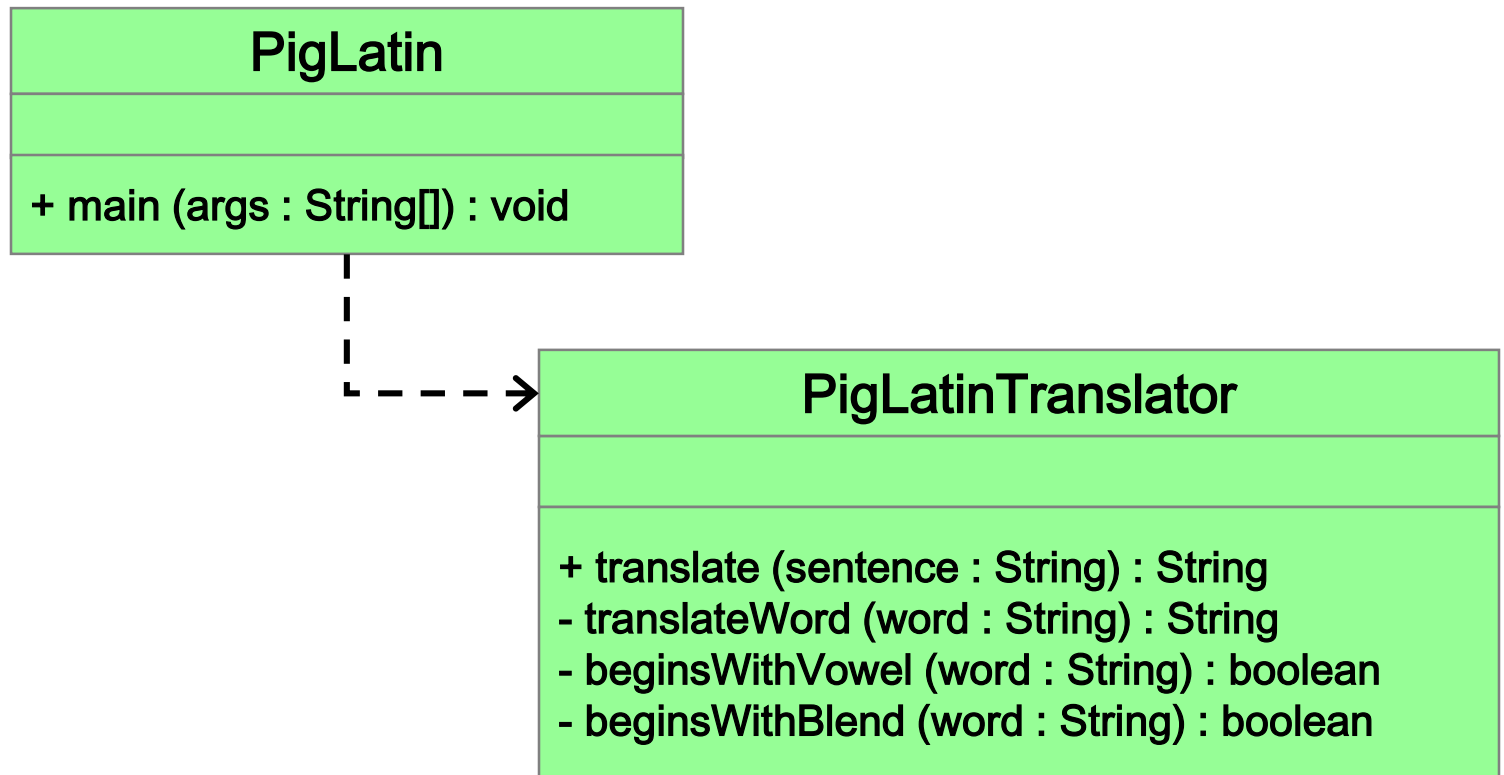 PigLatin
+ main (args : String[]) : void
PigLatinTranslator
+ translate (sentence : String) : String
- translateWord (word : String) : String
- beginsWithVowel (word : String) : boolean
- beginsWithBlend (word : String) : boolean